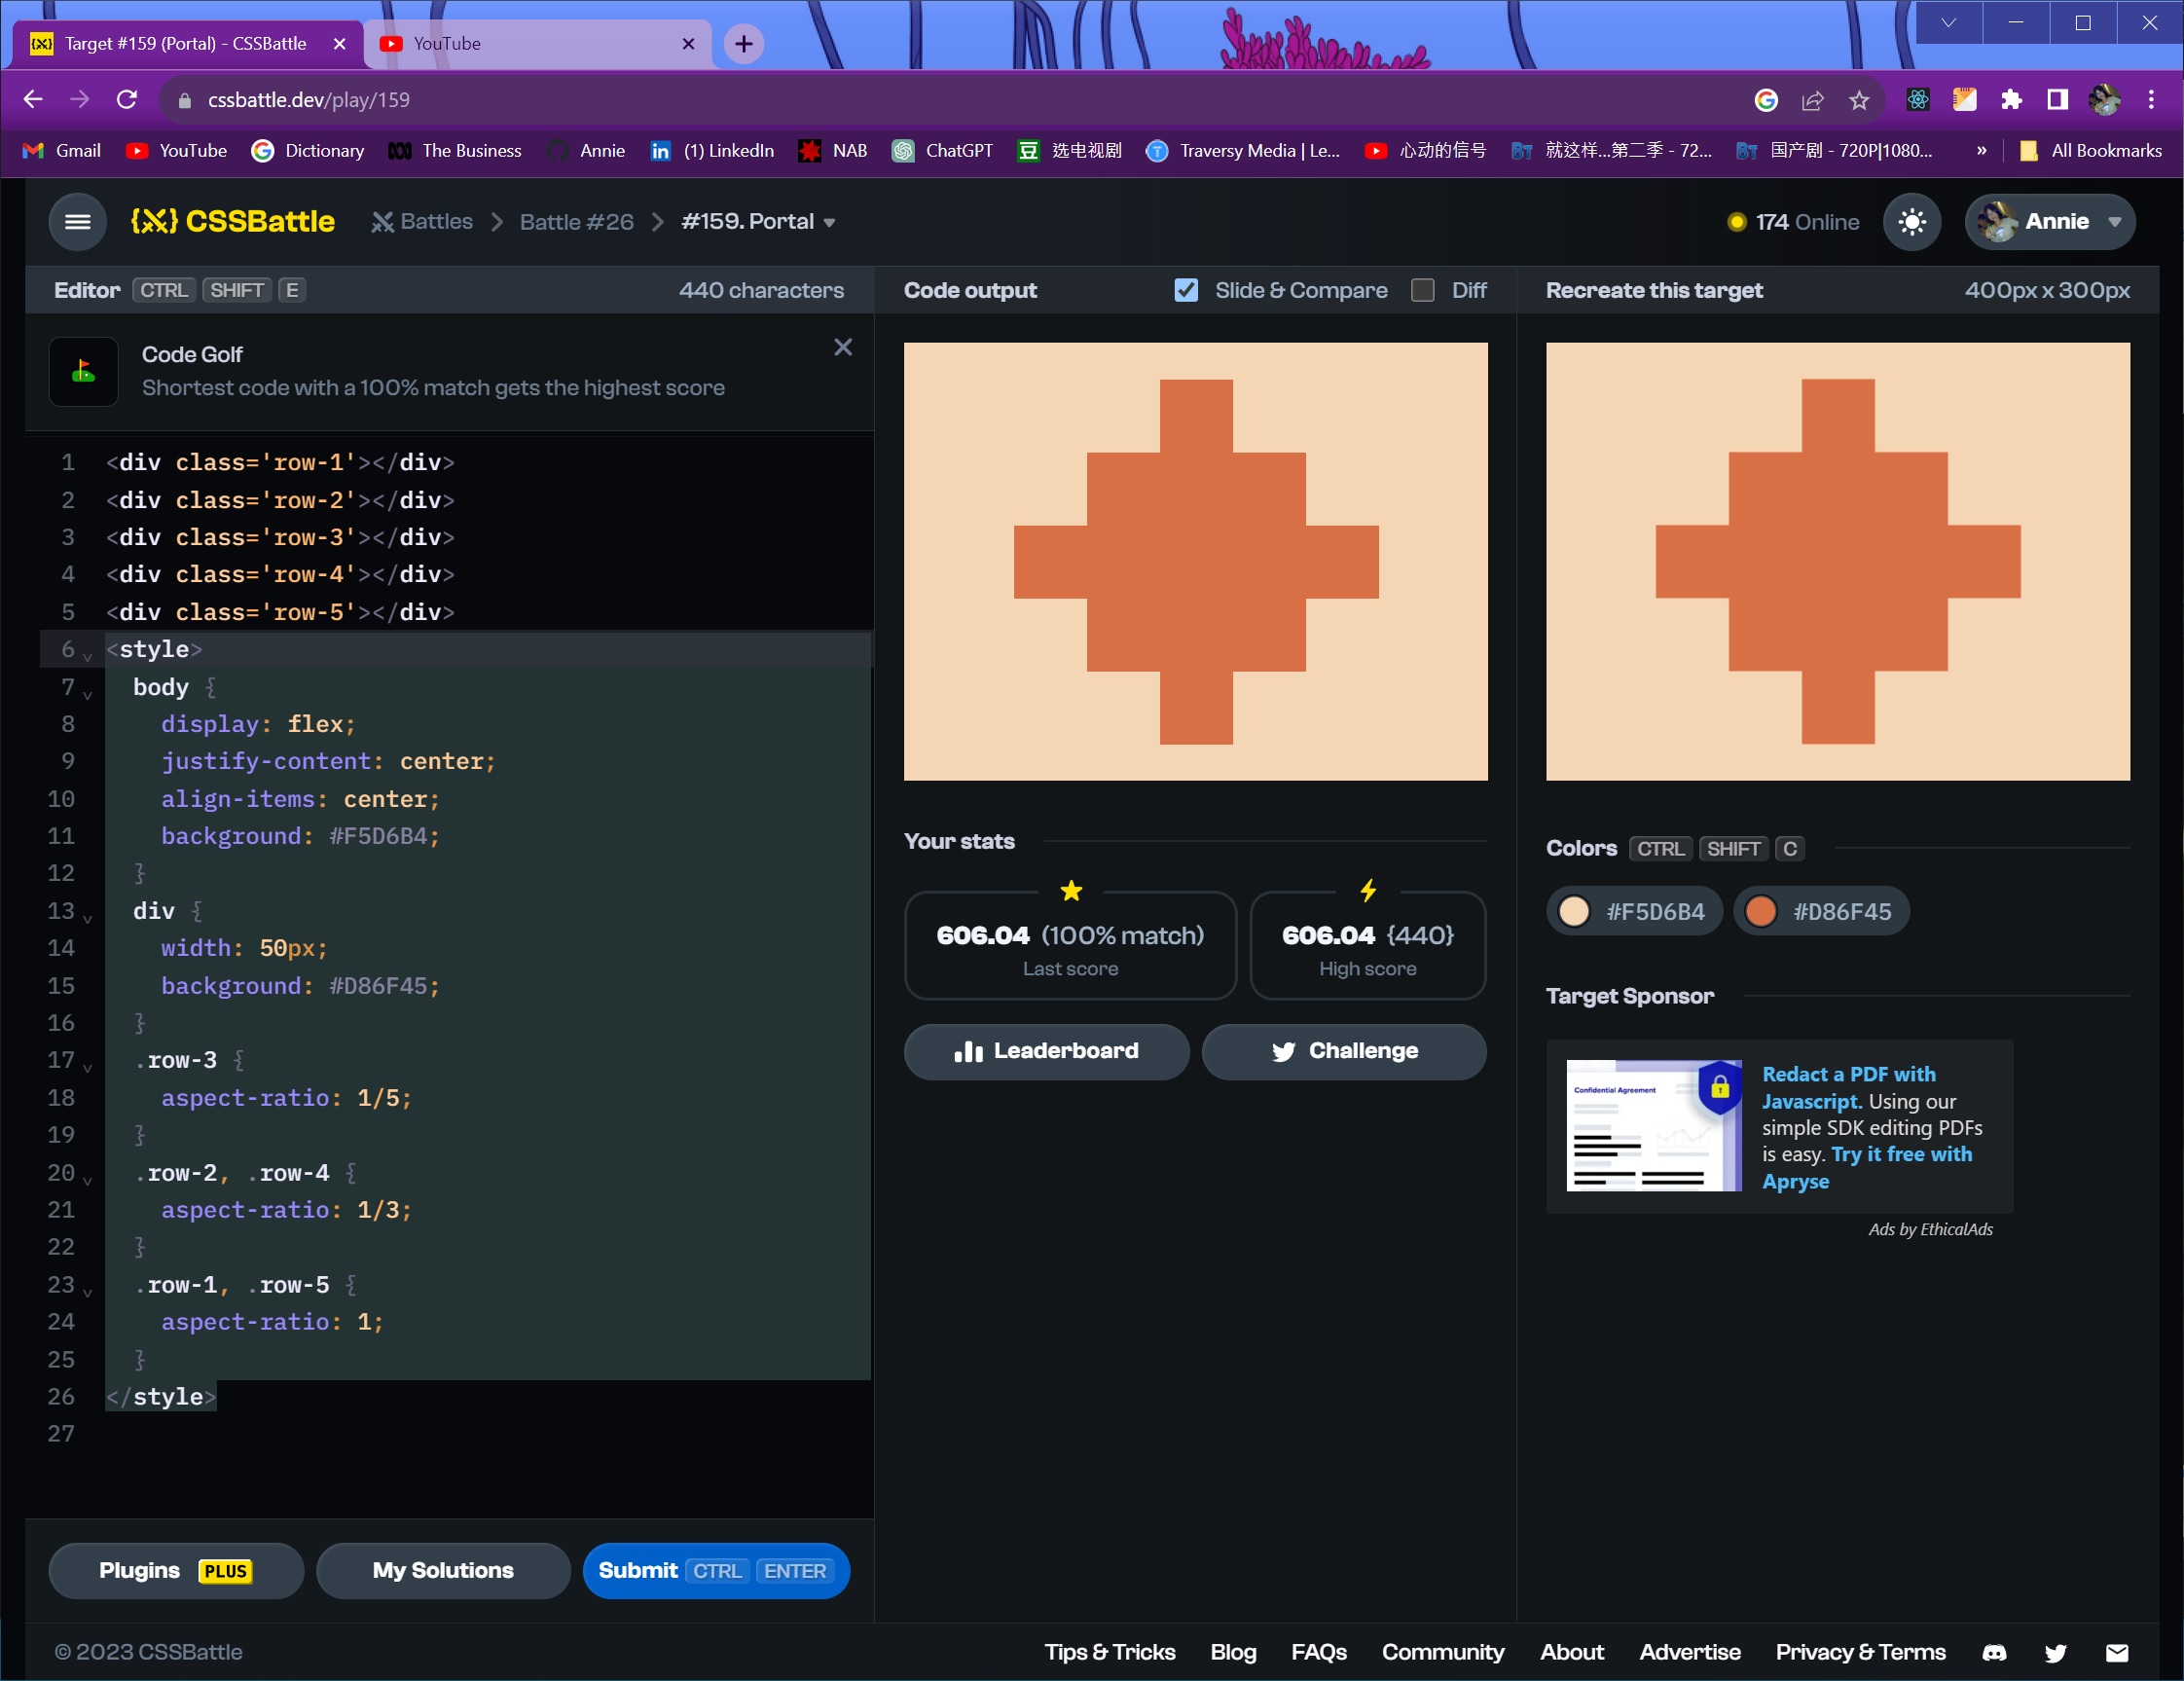 Target #159 (Portal) - CSSBattle
YouTube
cssbattle.dev/play/159
Gmail
YouTube
Dictionary
The Business
Annie
(1) LinkedIn
NAB
ChatGPT
选电视剧
Traversy Media | Le...
心动的信号
就这样...第二季 - 72...
国产剧 - 720P|1080...
»
All Bookmarks
CSSBattle
Battles
Battle #26
#159. Portal
174 Online
Annie
Editor CTRL SHIFT E
440 characters
Code Golf
Shortest code with a 100% match gets the highest score
1 <div class='row-1'></div>
2 <div class='row-2'></div>
3 <div class='row-3'></div>
4 <div class='row-4'></div>
5 <div class='row-5'></div>
6 <style>
7 body {
8 display: flex;
9 justify-content: center;
10 align-items: center;
11 background: #F5D6B4;
12 }
13 div {
14 width: 50px;
15 background: #D86F45;
16 }
17 .row-3 {
18 aspect-ratio: 1/5;
19 }
20 .row-2, .row-4 {
21 aspect-ratio: 1/3;
22 }
23 .row-1, .row-5 {
24 aspect-ratio: 1;
25 }
26 </style>
27
Plugins PLUS
My Solutions
Submit CTRL ENTER
Code output
Slide & Compare
Diff
Your stats
606.04 (100% match)
Last score
606.04 {440}
High score
Leaderboard
Challenge
Recreate this target
400px x 300px
Colors CTRL SHIFT C
#F5D6B4
#D86F45
Target Sponsor
Confidential Agreement
Redact a PDF with
Javascript. Using our
simple SDK editing PDFs
is easy. Try it free with
Apryse
Ads by EthicalAds
© 2023 CSSBattle
Tips & Tricks
Blog
FAQs
Community
About
Advertise
Privacy & Terms